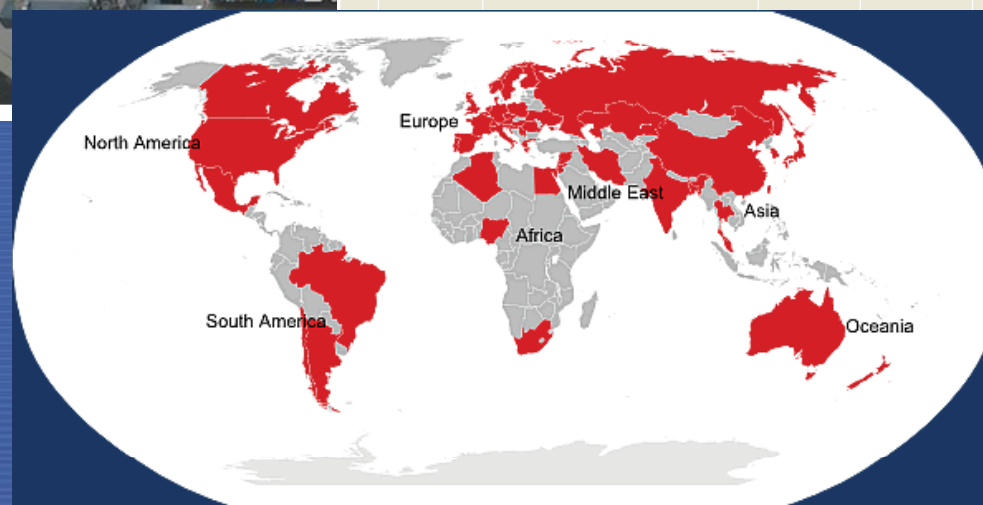 North America
Europe
Middle East
Asia
Africa
South America
Oceania